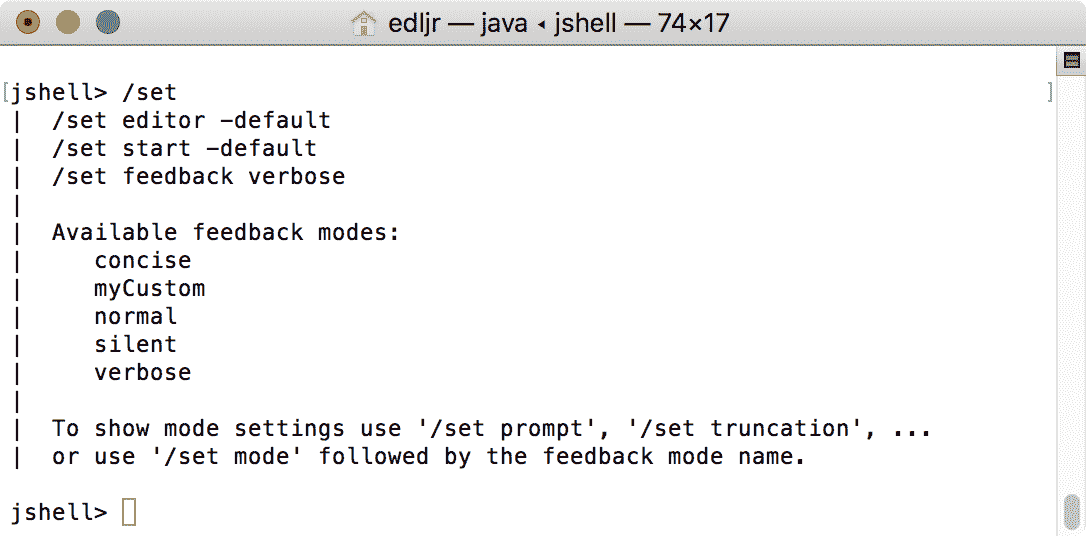 edljr — java ◂ jshell — 74×17
[jshell> /set ]
|  /set editor -default
|  /set start -default
|  /set feedback verbose
|
|  Available feedback modes:
|     concise
|     myCustom
|     normal
|     silent
|     verbose
|
|  To show mode settings use '/set prompt', '/set truncation', ...
|  or use '/set mode' followed by the feedback mode name.
jshell>